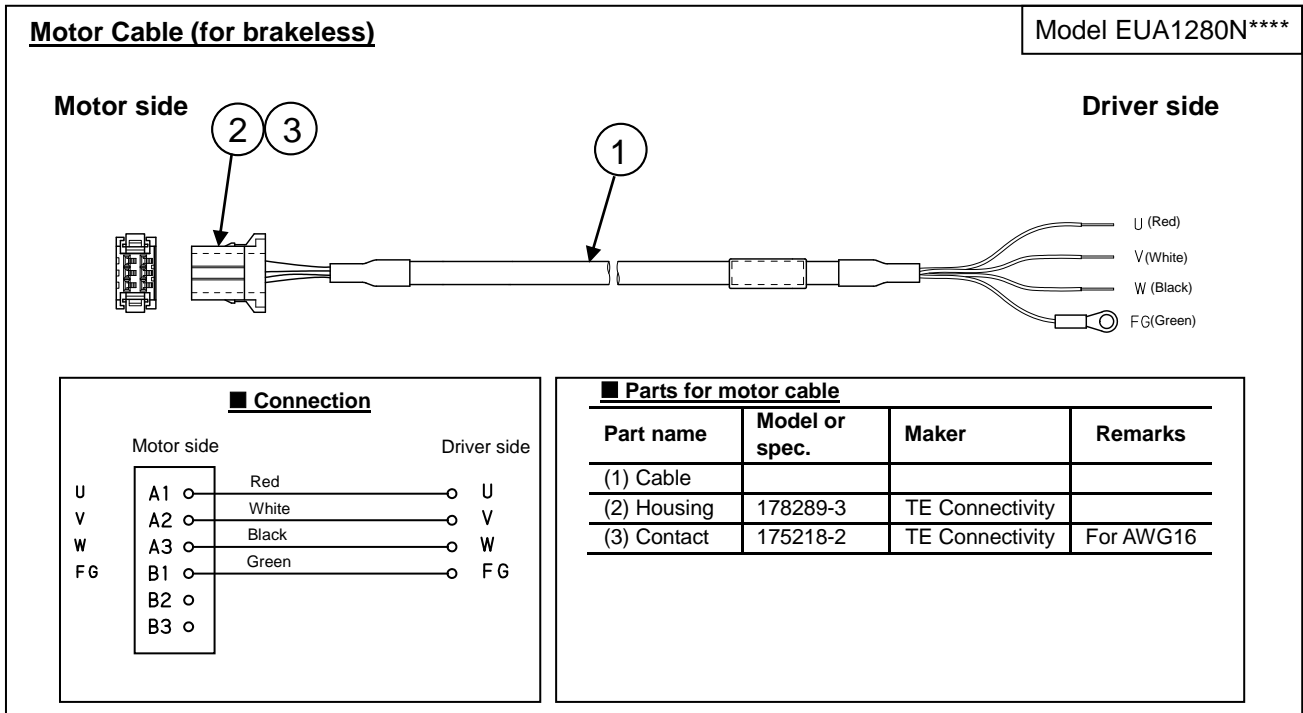 Motor Cable (for brakeless)
Model EUA1280N****
Motor side
Driver side
2 3
1
U (Red)
V(White)
W (Black)
FG(Green)
■ Connection
Motor side Driver side
U A1 Red U
V A2 White V
W A3 Black W
FG B1 Green FG
B2
B3
■ Parts for motor cable
Part name Model or spec. Maker Remarks
(1) Cable
(2) Housing 178289-3 TE Connectivity
(3) Contact 175218-2 TE Connectivity For AWG16